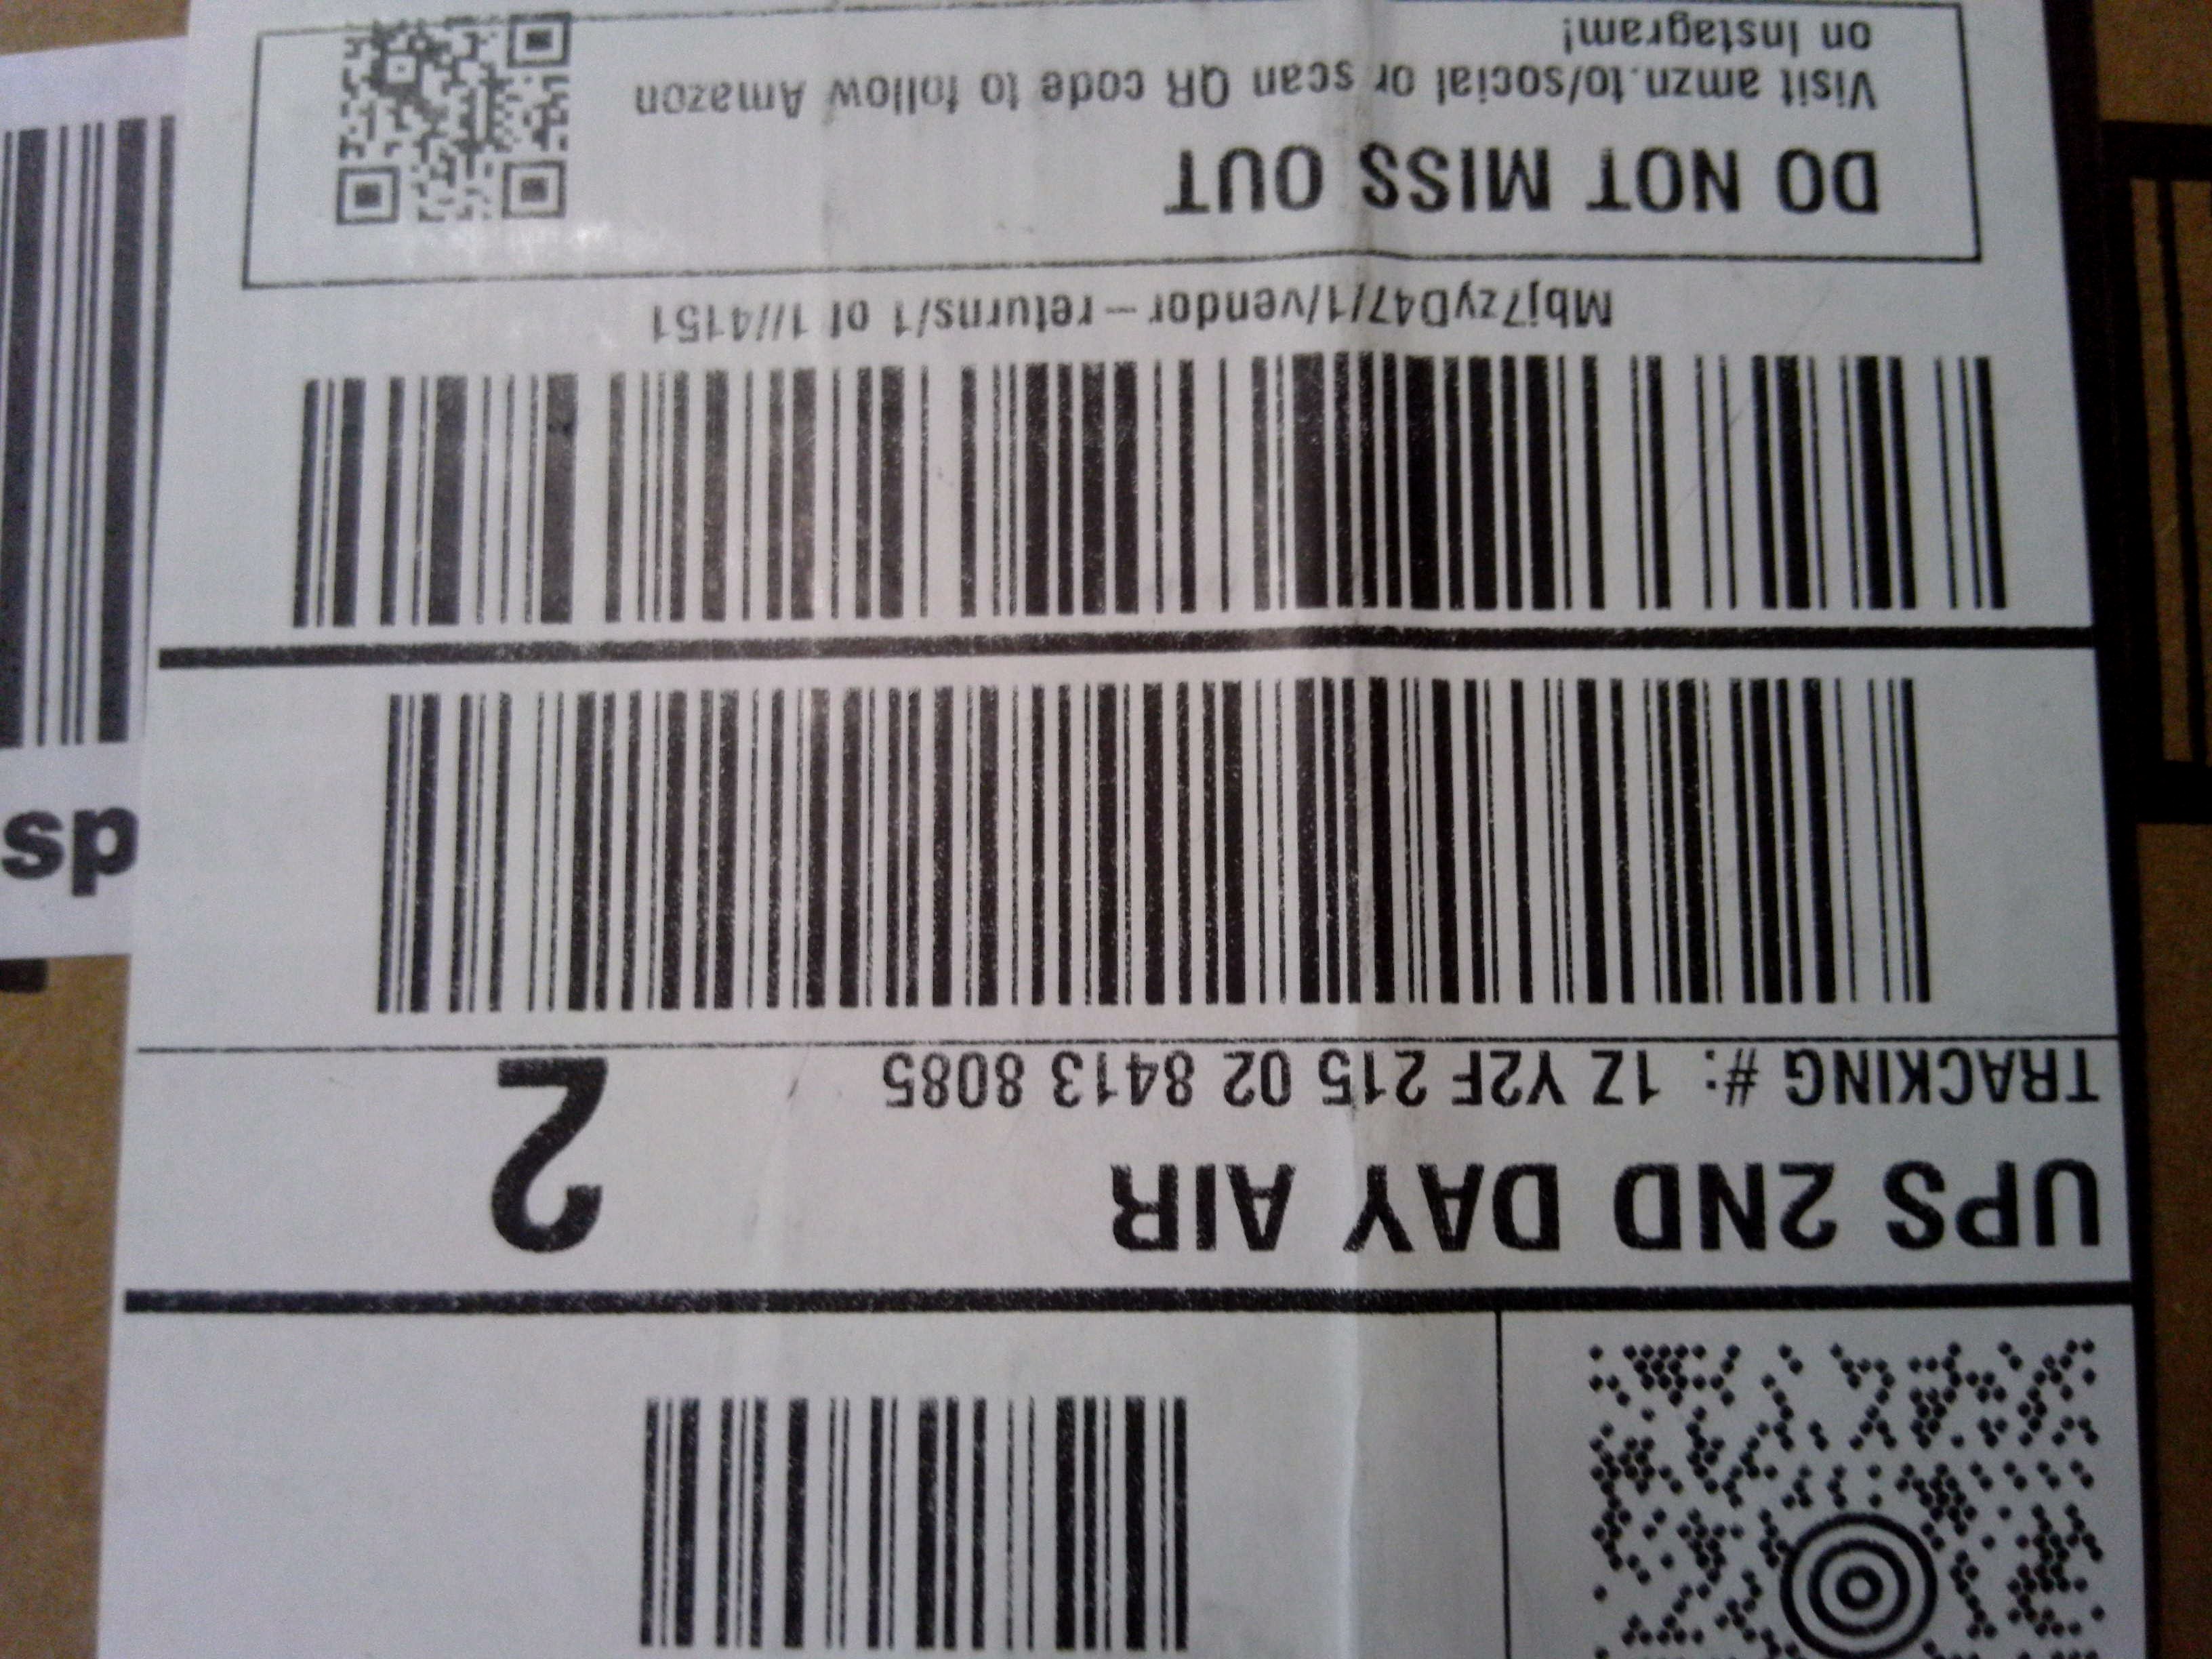 UPS 2ND DAY AIR
TRACKING #: 1Z Y2F 215 02 8413 8085
2
Mbj7zyD47/1/vendor-returns/1 of 1//4151
DO NOT MISS OUT
Visit amzn.to/social or scan QR code to follow Amazon
on Instagram!
sp